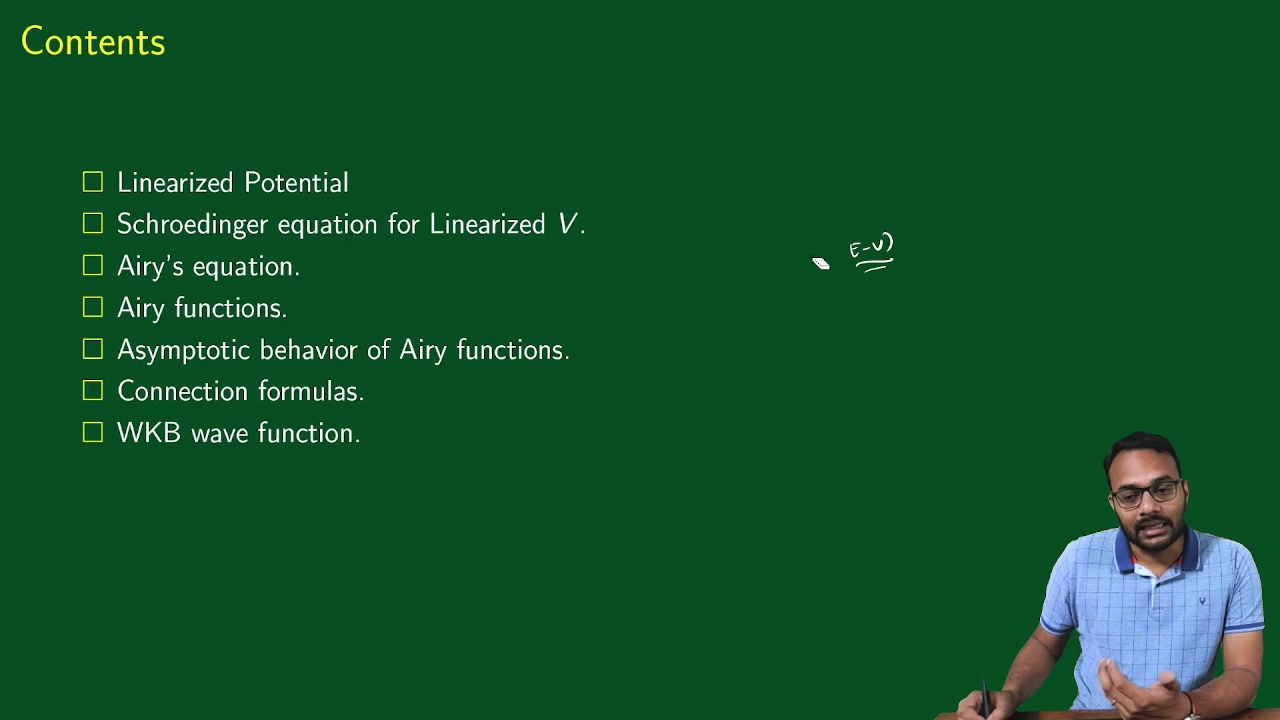 Contents
Linearized Potential
Schroedinger equation for Linearized V.
Airy's equation.
Airy functions.
Asymptotic behavior of Airy functions.
Connection formulas.
WKB wave function.
E-V)